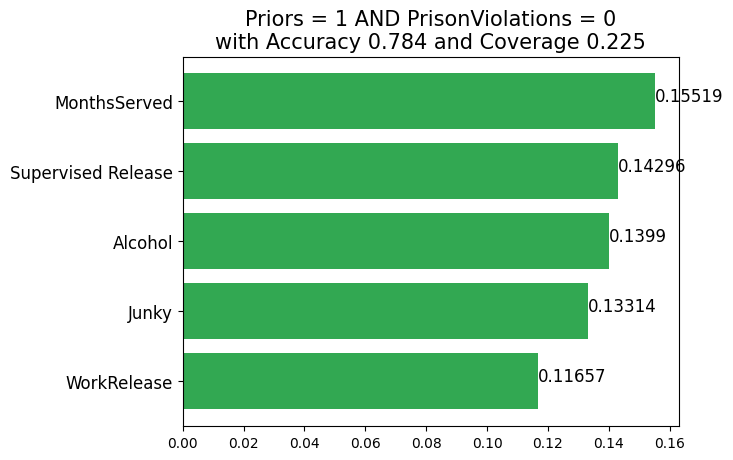 Priors = 1 AND PrisonViolations = 0
with Accuracy 0.784 and Coverage 0.225
MonthsServed 0.15519
Supervised Release 0.14296
Alcohol 0.1399
Junky 0.13314
WorkRelease 0.11657
0.00 0.02 0.04 0.06 0.08 0.10 0.12 0.14 0.16